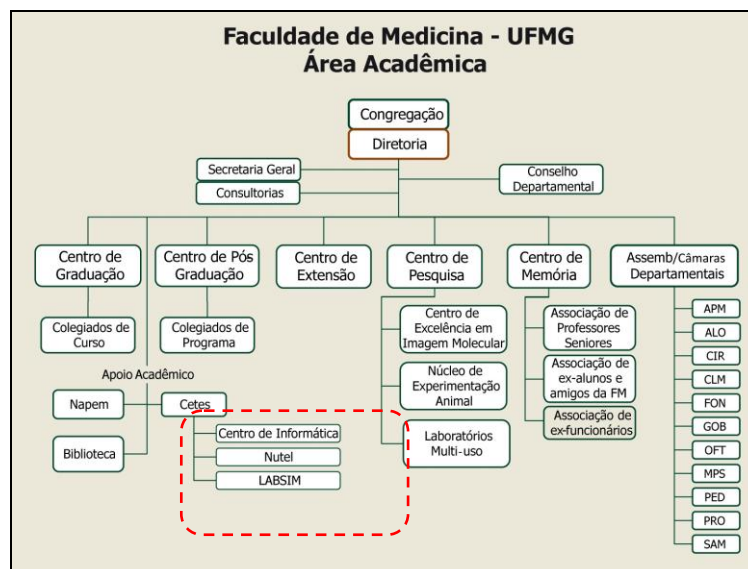 Faculdade de Medicina - UFMG
Área Acadêmica
Congregação
Diretoria
Secretaria Geral
Consultorias
Conselho
Departamental
Centro de
Graduação
Centro de Pós
Graduação
Centro de
Extensão
Centro de
Pesquisa
Centro de
Memória
Assemb/Câmaras
Departamentais
Colegiados de
Curso
Colegiados de
Programa
Apoio Acadêmico
Napem
Cetes
Biblioteca
Centro de Informática
Nutel
LABSIM
Centro de
Excelência em
Imagem Molecular
Núcleo de
Experimentação
Animal
Laboratórios
Multi-uso
Associação de
Professores
Seniores
Associação de
ex-alunos e
amigos da FM
Associação de
ex-funcionários
APM
ALO
CIR
CLM
FON
GOB
OFT
MPS
PED
PRO
SAM